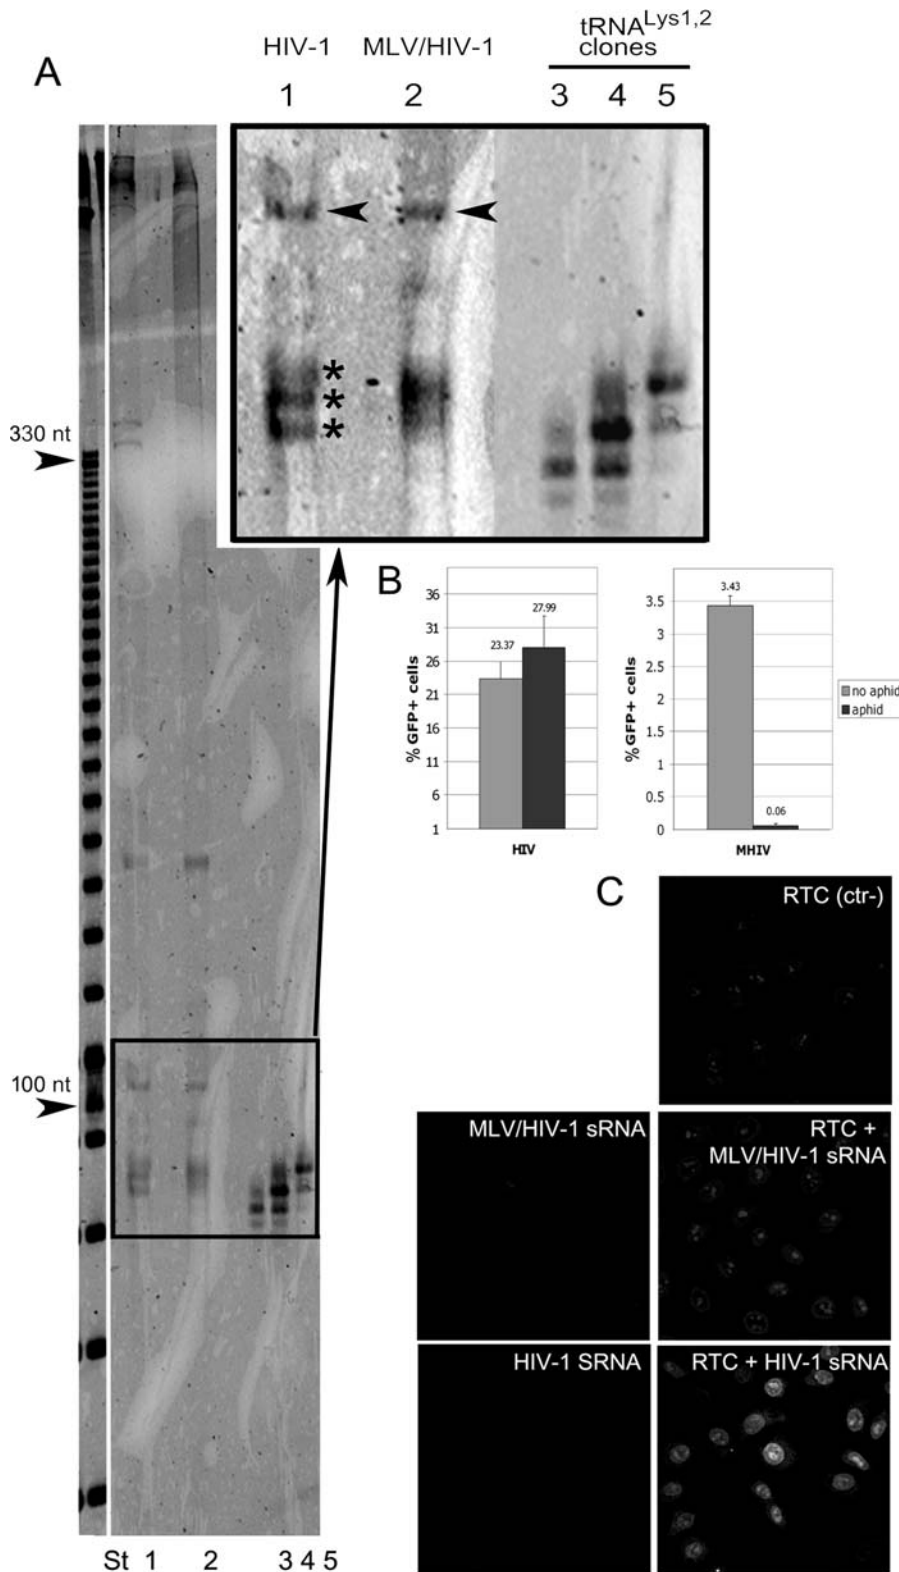 A
HIV-1
MLV/HIV-1
tRNA^Lys1,2
clones
1
2
3
4
5
*
*
*
330 nt
100 nt
St 1 2 3 4 5
B
% GFP+ cells
36
31
26
21
16
11
6
1
23.37
27.99
HIV
% GFP+ cells
3.5
3
2.5
2
1.5
1
0.5
0
3.43
0.06
MHIV
no aphid
aphid
C
RTC (ctr-)
MLV/HIV-1 sRNA
RTC +
MLV/HIV-1 sRNA
HIV-1 SRNA
RTC + HIV-1 sRNA